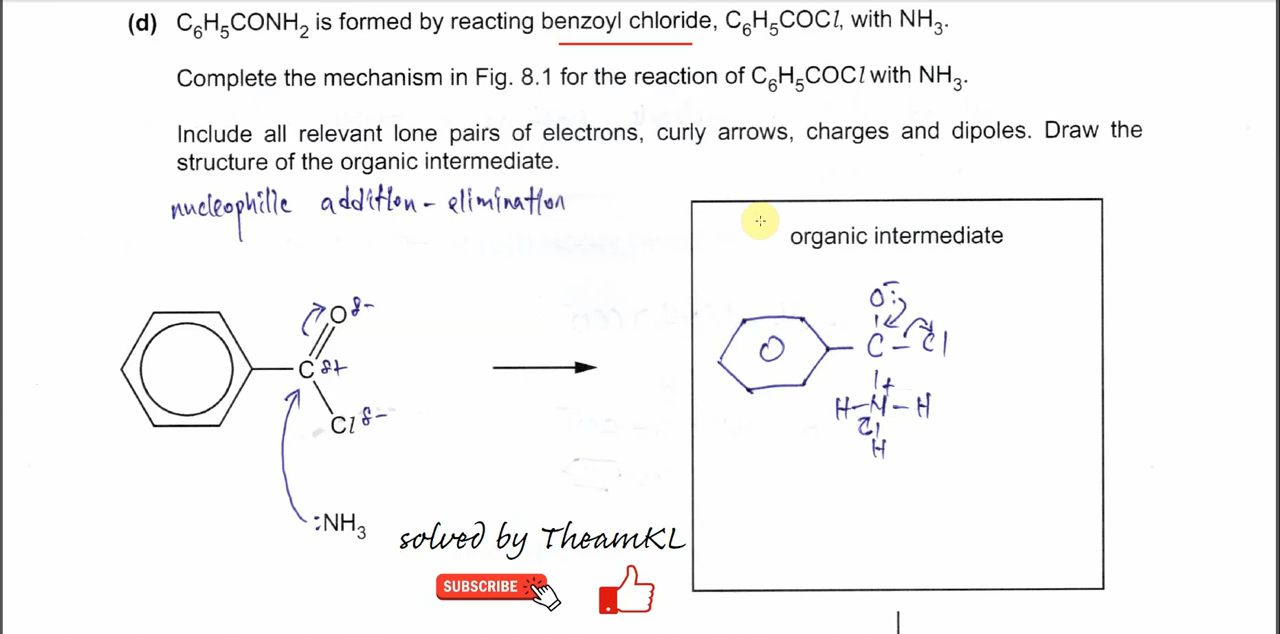 (d) C₆H₅CONH₂ is formed by reacting benzoyl chloride, C₆H₅COCl, with NH₃.
Complete the mechanism in Fig. 8.1 for the reaction of C₆H₅COCl with NH₃.
Include all relevant lone pairs of electrons, curly arrows, charges and dipoles. Draw the
structure of the organic intermediate.
nucleophilic addition - elimination
organic intermediate
O δ-
C δ+
Cl δ-
:NH₃
O:-
C - Cl
+
H-N-H
H
solved by TheamKL
SUBSCRIBE